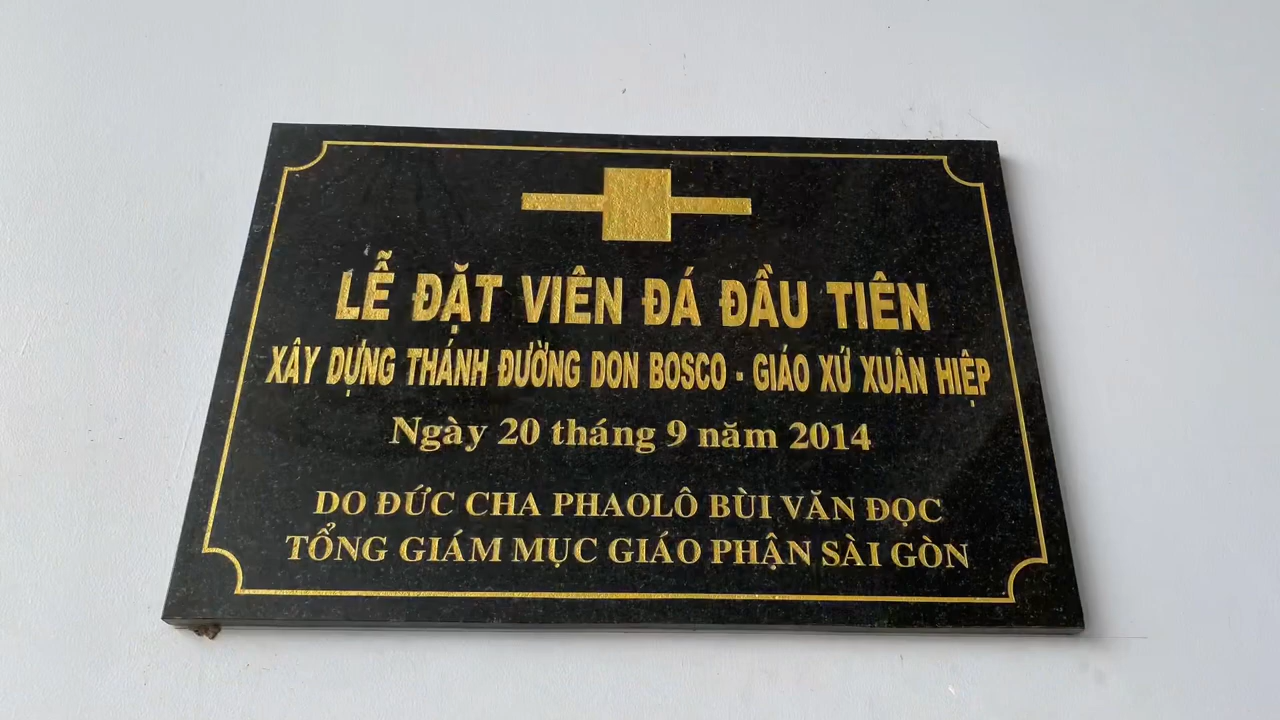 LỄ ĐẶT VIÊN ĐÁ ĐẦU TIÊN
XÂY DỰNG THÁNH ĐƯỜNG DON BOSCO - GIÁO XỨ XUÂN HIỆP
Ngày 20 tháng 9 năm 2014
DO ĐỨC CHA PHAOLÔ BÙI VĂN ĐỌC
TỔNG GIÁM MỤC GIÁO PHẬN SÀI GÒN